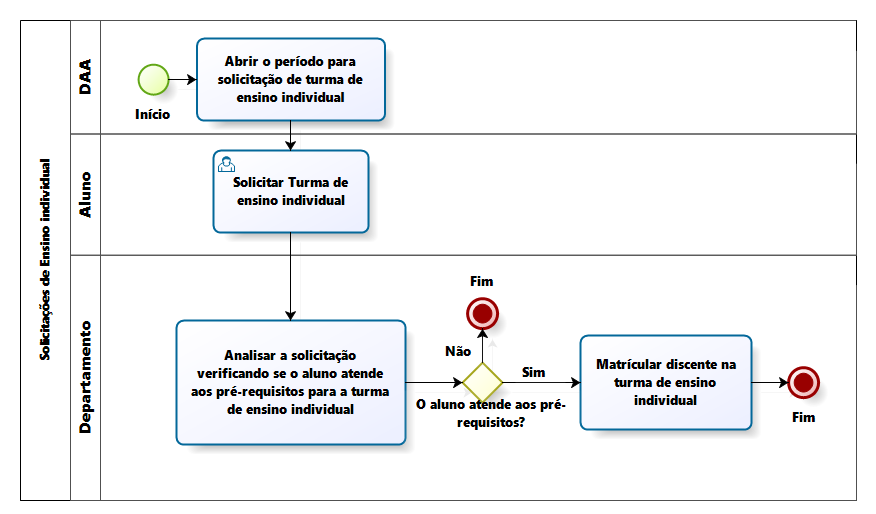 Solicitações de Ensino individual
DAA
Início
Abrir o período para
solicitação de turma de
ensino individual
Aluno
Solicitar Turma de
ensino individual
Departamento
Analisar a solicitação
verificando se o aluno atende
aos pré-requisitos para a turma
de ensino individual
Fim
Não
Sim
O aluno atende aos pré-
requisitos?
Matrícular discente na
turma de ensino
individual
Fim